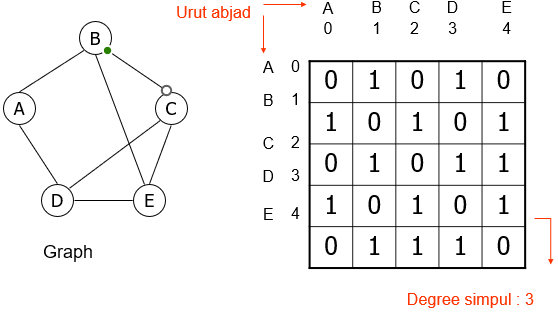 Urut abjad
A B C D E
0 1 2 3 4
B
A
C
D
E
Graph
A 0
B 1
C 2
D 3
E 4
0 1 0 1 0
1 0 1 0 1
0 1 0 1 1
1 0 1 0 1
0 1 1 1 0
Degree simpul : 3